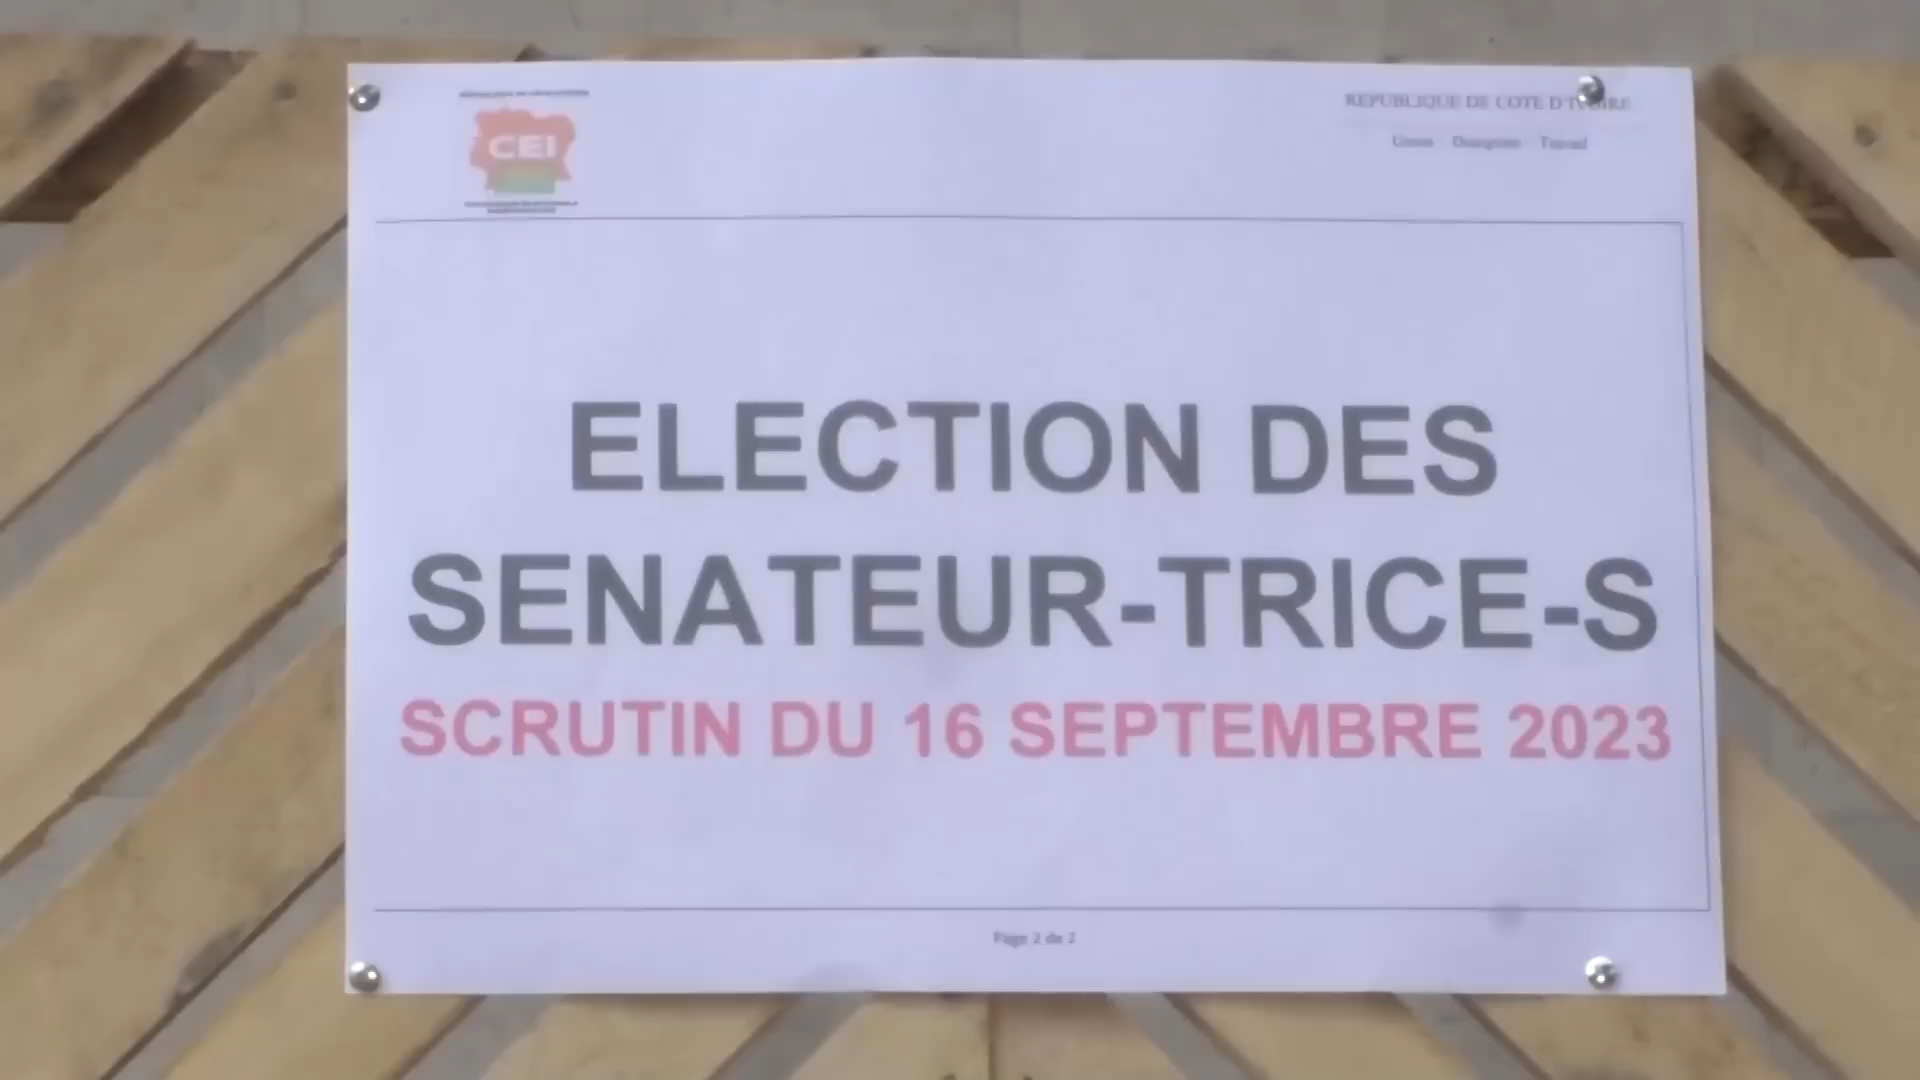 CEI
REPUBLIQUE DE COTE D'IVOIRE
Union - Discipline - Travail
ELECTION DES
SENATEUR-TRICE-S
SCRUTIN DU 16 SEPTEMBRE 2023
Page 2 de 2